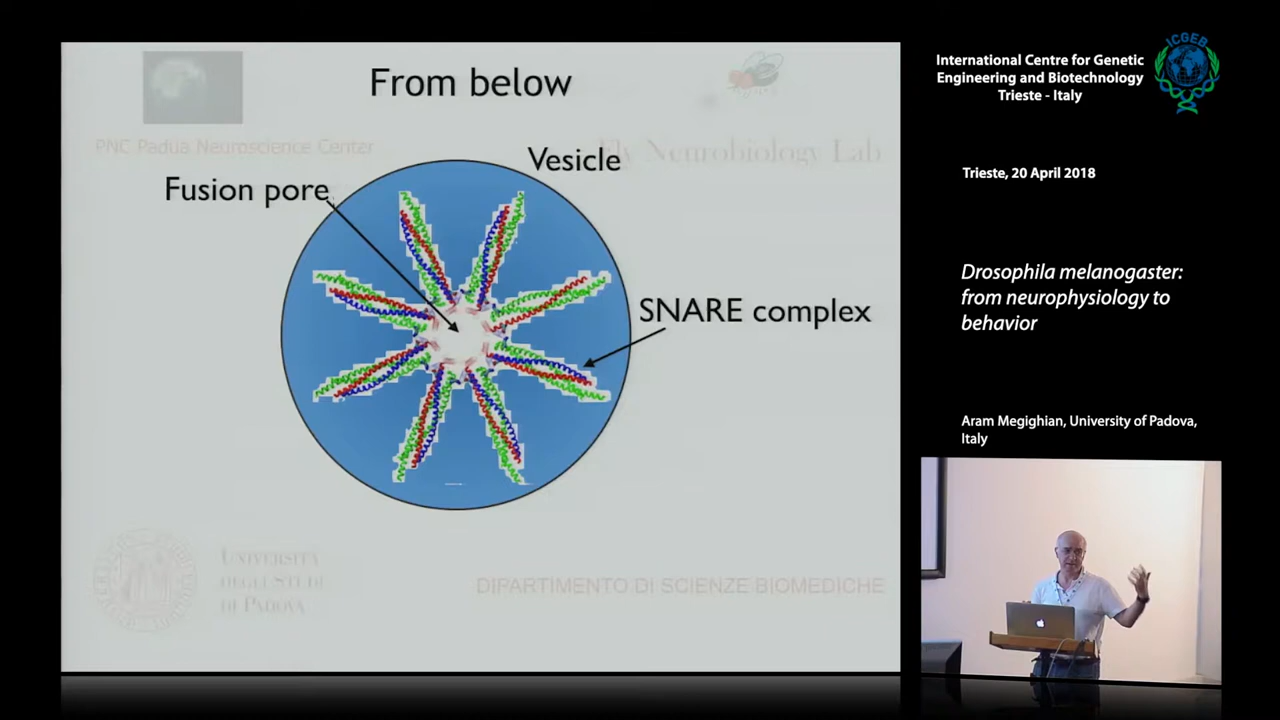 From below
PNC Padua Neuroscience Center
Fly Neurobiology Lab
Vesicle
Fusion pore
SNARE complex
UNIVERSITÀ
DEGLI STUDI
DI PADOVA
DIPARTIMENTO DI SCIENZE BIOMEDICHE
International Centre for Genetic
Engineering and Biotechnology
Trieste - Italy
ICGEB
Trieste, 20 April 2018
Drosophila melanogaster:
from neurophysiology to
behavior
Aram Megighian, University of Padova,
Italy